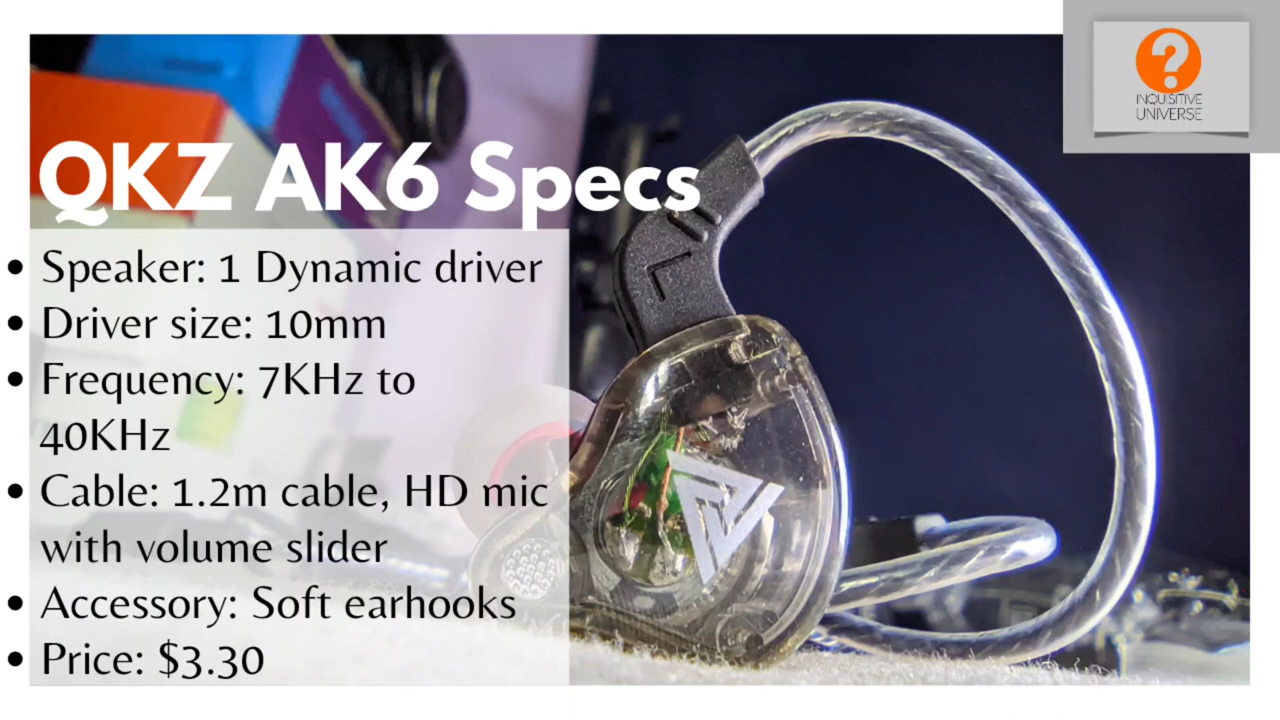 INQUISITIVE
UNIVERSE
QKZ AK6 Specs
L
• Speaker: 1 Dynamic driver
• Driver size: 10mm
• Frequency: 7KHz to
40KHz
• Cable: 1.2m cable, HD mic
with volume slider
• Accessory: Soft earhooks
• Price: $3.30